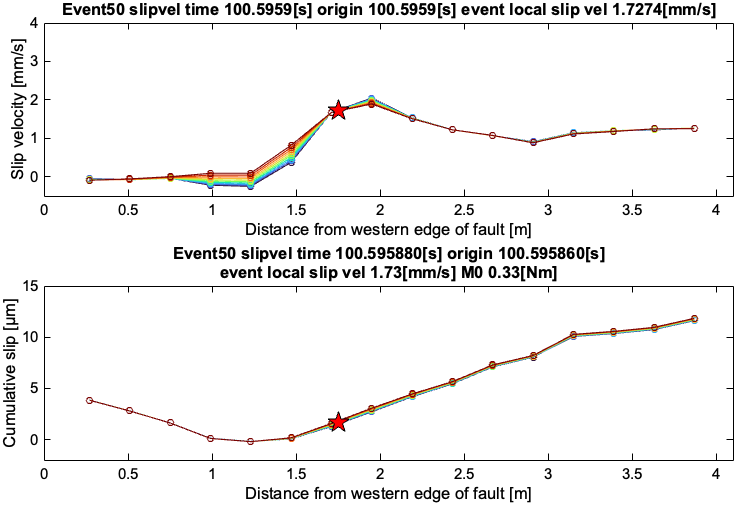 Event50 slipvel time 100.5959[s] origin 100.5959[s] event local slip vel 1.7274[mm/s]
4
3
2
1
0
Slip velocity [mm/s]
0 0.5 1 1.5 2 2.5 3 3.5 4
Distance from western edge of fault [m]
Event50 slipvel time 100.595880[s] origin 100.595860[s]
event local slip vel 1.73[mm/s] M0 0.33[Nm]
15
10
5
0
Cumulative slip [μm]
0 0.5 1 1.5 2 2.5 3 3.5 4
Distance from western edge of fault [m]